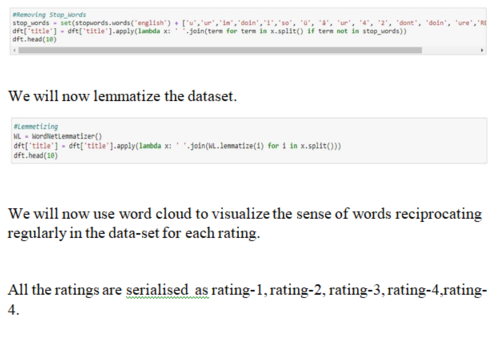 #Removing Stop_Words
stop_words = set(stopwords.words('english') + ['u','ur','im','doin','i','so', 'ü', 'ã', 'ur', '4', '2', 'dont', 'doin', 'ure',
dft['title'] = dft['title'].apply(lambda x: ' '.join(term for term in x.split() if term not in stop_words))
dft.head(10)
We will now lemmatize the dataset.
#Lemmetizing
WL = WordNetLemmatizer()
dft['title'] = dft['title'].apply(lambda x: ' '.join(WL.lemmatize(i) for i in x.split()))
dft.head(10)
We will now use word cloud to visualize the sense of words reciprocating
regularly in the data-set for each rating.
All the ratings are serialised as rating-1, rating-2, rating-3, rating-4,rating-
4.